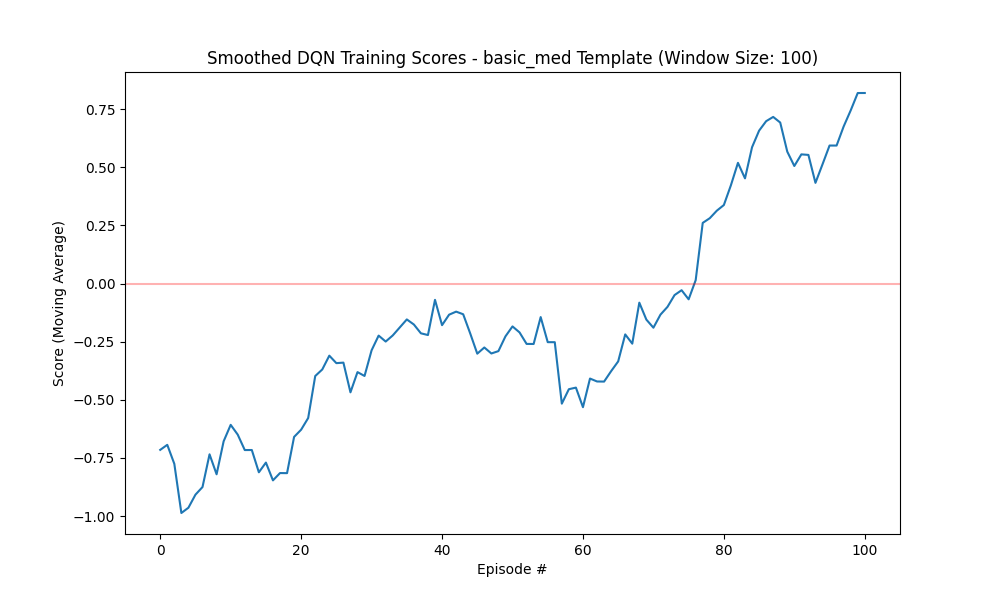 Smoothed DQN Training Scores - basic_med Template (Window Size: 100)
Score (Moving Average)
0.75
0.50
0.25
0.00
−0.25
−0.50
−0.75
−1.00
0 20 40 60 80 100
Episode #